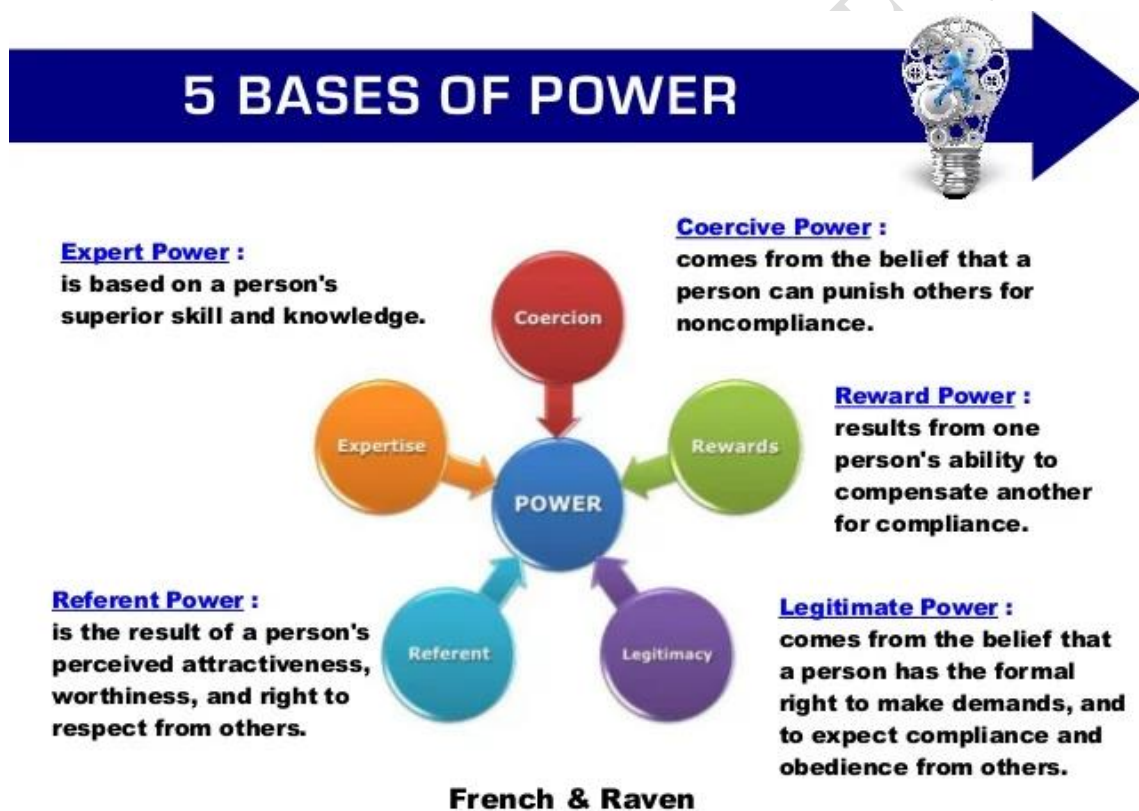 5 BASES OF POWER
Expert Power :
is based on a person's
superior skill and knowledge.
Coercive Power :
comes from the belief that a
person can punish others for
noncompliance.
Coercion
Expertise
Rewards
POWER
Reward Power :
results from one
person's ability to
compensate another
for compliance.
Referent Power :
is the result of a person's
perceived attractiveness,
worthiness, and right to
respect from others.
Referent
Legitimacy
Legitimate Power :
comes from the belief that
a person has the formal
right to make demands, and
to expect compliance and
obedience from others.
French & Raven